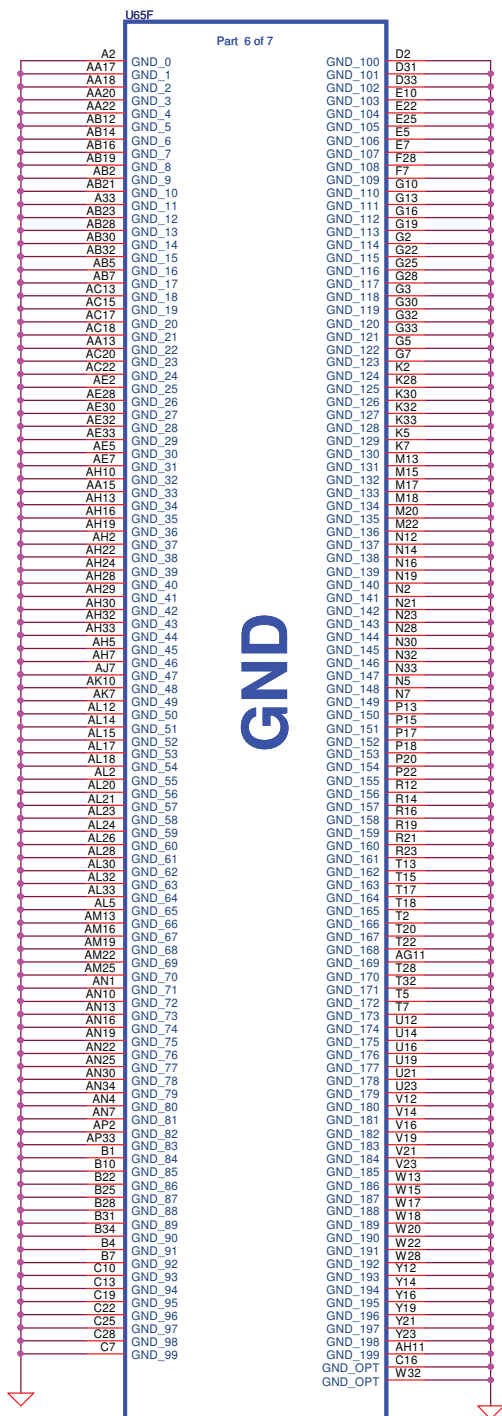 U65F
Part 6 of 7
A2 GND_0 GND_100 D2
AA17 GND_1 GND_101 D31
AA18 GND_2 GND_102 D33
AA20 GND_3 GND_103 E10
AA22 GND_4 GND_104 E22
AB12 GND_5 GND_105 E25
AB14 GND_6 GND_106 E5
AB16 GND_7 GND_107 E7
AB19 GND_8 GND_108 F28
AB2 GND_9 GND_109 F7
AB21 GND_10 GND_110 G10
A33 GND_11 GND_111 G13
AB23 GND_12 GND_112 G16
AB28 GND_13 GND_113 G19
AB30 GND_14 GND_114 G2
AB32 GND_15 GND_115 G22
AB5 GND_16 GND_116 G25
AB7 GND_17 GND_117 G28
AC13 GND_18 GND_118 G3
AC15 GND_19 GND_119 G30
AC17 GND_20 GND_120 G32
AC18 GND_21 GND_121 G33
AA13 GND_22 GND_122 G5
AC20 GND_23 GND_123 G7
AC22 GND_24 GND_124 K2
AE2 GND_25 GND_125 K28
AE28 GND_26 GND_126 K30
AE30 GND_27 GND_127 K32
AE32 GND_28 GND_128 K33
AE33 GND_29 GND_129 K5
AE5 GND_30 GND_130 K7
AE7 GND_31 GND_131 M13
AH10 GND_32 GND_132 M15
AA15 GND_33 GND_133 M17
AH13 GND_34 GND_134 M18
AH16 GND_35 GND_135 M20
AH19 GND_36 GND_136 M22
AH2 GND_37 GND_137 N12
AH22 GND_38 GND_138 N14
AH24 GND_39 GND_139 N16
AH28 GND_40 GND_140 N19
AH29 GND_41 GND_141 N2
AH30 GND_42 GND_142 N21
AH32 GND_43 GND_143 N23
AH33 GND_44 GND_144 N28
AH5 GND_45 GND_145 N30
AH7 GND_46 GND_146 N32
AJ7 GND_47 GND_147 N33
AK10 GND_48 GND_148 N5
AK7 GND_49 GND_149 N7
AL12 GND_50 GND_150 P13
AL14 GND_51 GND_151 P15
AL15 GND_52 GND_152 P17
AL17 GND_53 GND_153 P18
AL18 GND_54 GND_154 P20
AL2 GND_55 GND_155 P22
AL20 GND_56 GND_156 R12
AL21 GND_57 GND_157 R14
AL23 GND_58 GND_158 R16
AL24 GND_59 GND_159 R19
AL26 GND_60 GND_160 R21
AL28 GND_61 GND_161 R23
AL30 GND_62 GND_162 T13
AL32 GND_63 GND_163 T15
AL33 GND_64 GND_164 T17
AL5 GND_65 GND_165 T18
AM13 GND_66 GND_166 T2
AM16 GND_67 GND_167 T20
AM19 GND_68 GND_168 T22
AM22 GND_69 GND_169 AG11
AM25 GND_70 GND_170 T28
AN1 GND_71 GND_171 T32
AN10 GND_72 GND_172 T5
AN13 GND_73 GND_173 T7
AN16 GND_74 GND_174 U12
AN19 GND_75 GND_175 U14
AN22 GND_76 GND_176 U16
AN25 GND_77 GND_177 U19
AN30 GND_78 GND_178 U21
AN34 GND_79 GND_179 U23
AN4 GND_80 GND_180 V12
AN7 GND_81 GND_181 V14
AP2 GND_82 GND_182 V16
AP33 GND_83 GND_183 V19
B1 GND_84 GND_184 V21
B10 GND_85 GND_185 V23
B22 GND_86 GND_186 W13
B25 GND_87 GND_187 W15
B28 GND_88 GND_188 W17
B31 GND_89 GND_189 W18
B34 GND_90 GND_190 W20
B4 GND_91 GND_191 W22
B7 GND_92 GND_192 W28
C10 GND_93 GND_193 Y12
C13 GND_94 GND_194 Y14
C19 GND_95 GND_195 Y16
C22 GND_96 GND_196 Y19
C25 GND_97 GND_197 Y21
C28 GND_98 GND_198 Y23
C7 GND_99 GND_199 AH11
GND_OPT C16
GND_OPT W32
GND